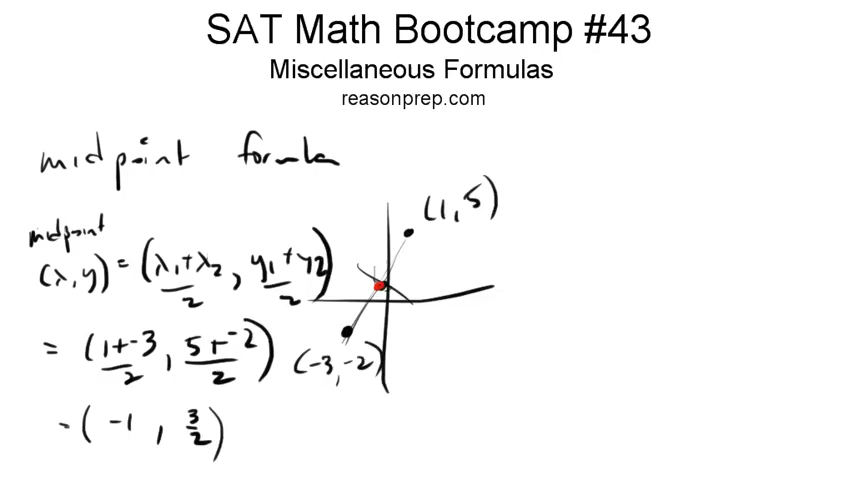 SAT Math Bootcamp #43
Miscellaneous Formulas
reasonprep.com
midpoint formula
(1, 5)
midpoint
(x, y) = (x₁+x₂/2, y₁+y₂/2)
= (1+-3/2, 5+-2/2)
(-3, -2)
= (-1, 3/2)